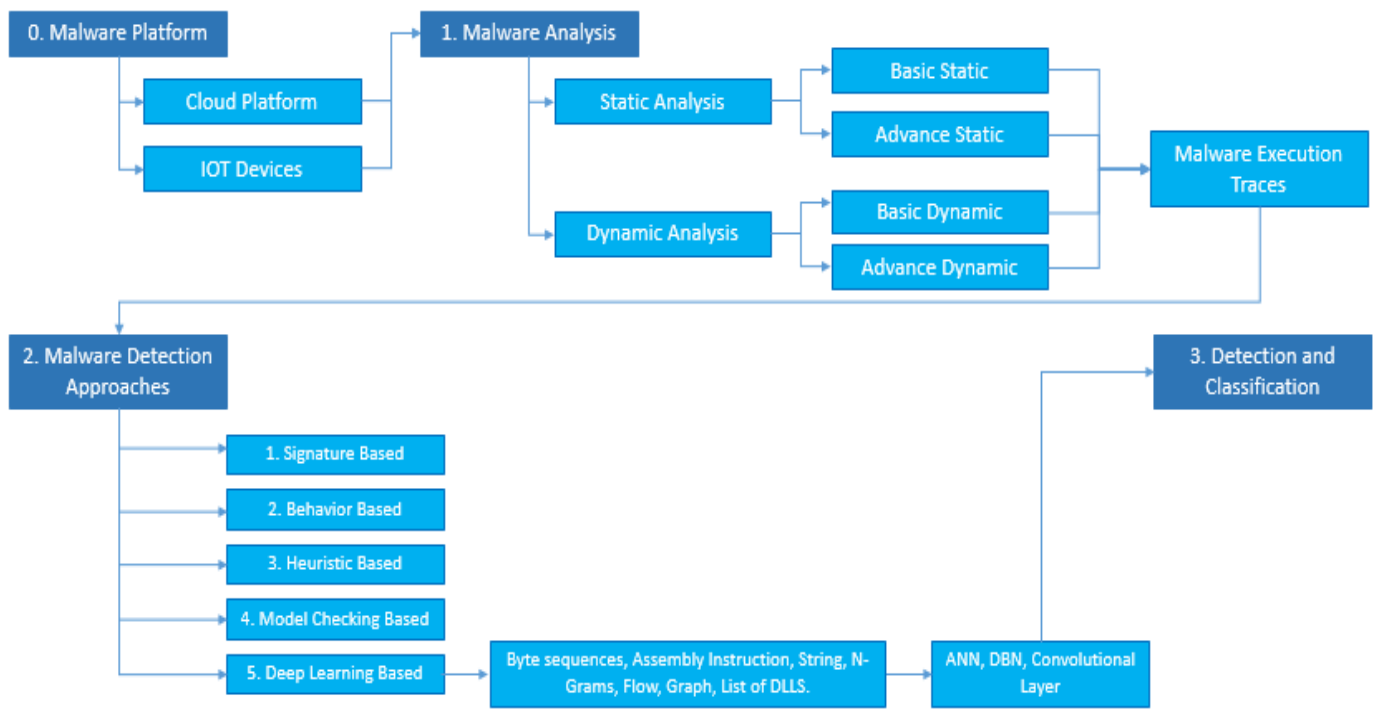 0. Malware Platform
Cloud Platform
IOT Devices
1. Malware Analysis
Static Analysis
Basic Static
Advance Static
Dynamic Analysis
Basic Dynamic
Advance Dynamic
Malware Execution
Traces
2. Malware Detection
Approaches
1. Signature Based
2. Behavior Based
3. Heuristic Based
4. Model Checking Based
5. Deep Learning Based
Byte sequences, Assembly Instruction, String, N-
Grams, Flow, Graph, List of DLLS.
ANN, DBN, Convolutional
Layer
3. Detection and
Classification